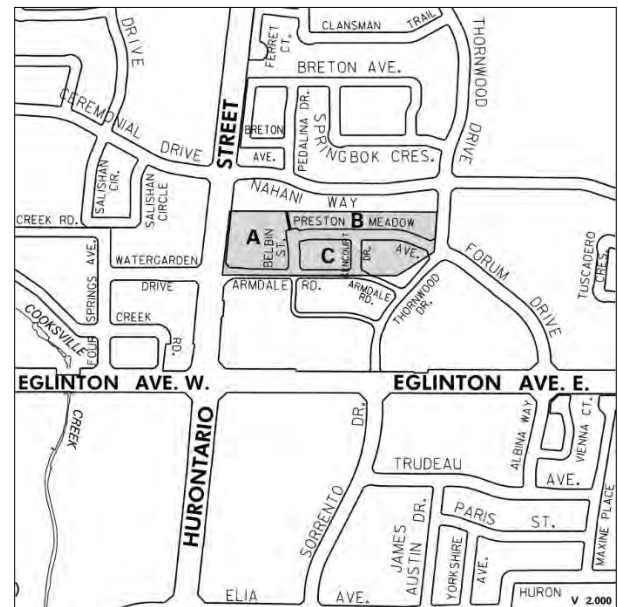 CLANSMAN TRAIL
DRIVE
FERRET CT.
THORNWOOD DRIVE
BRETON AVE.
CEREMONIAL DRIVE
STREET
BRETON AVE.
PEDALINA DR.
SPRINGBOK CRES.
SALISHAN CIR.
SALISHAN CIRCLE
NAHANI WAY
CREEK RD.
A
BELBIN ST.
PRESTON MEADOW AVE.
B
C
DR.
FORUM DRIVE
TUSCADERO CRES.
WATERGARDEN DRIVE
FOUR SPRINGS AVE.
ARMDALE RD.
ARMDALE RD.
THORNWOOD DR.
COOKSVILLE CREEK
CREEK RD.
EGLINTON AVE. W.
EGLINTON AVE. E.
HURONTARIO
SORRENTO DR.
ALBINA WAY
VIENNA CT.
TRUDEAU AVE.
PARIS ST.
JAMES AUSTIN DR.
YORKSHIRE AVE.
MAXINE PLACE
ELIA AVE.
HURON
V 2.000